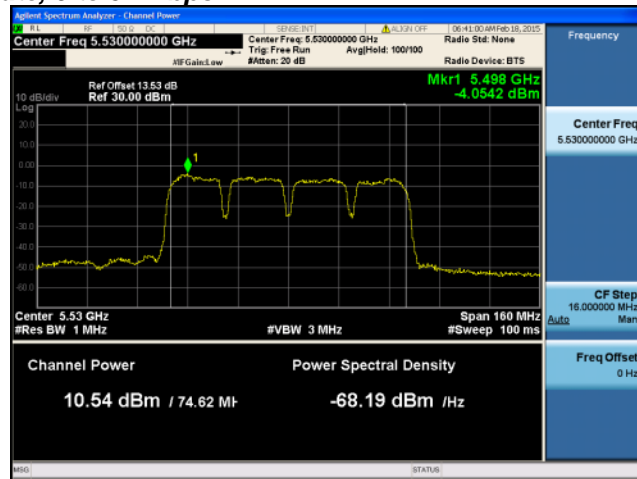 Agilent Spectrum Analyzer - Channel Power
RL RF 50 Ω DC SENSE:INT ALIGN OFF 06:41:00 AM Feb 18, 2015
Center Freq 5.530000000 GHz
Center Freq: 5.530000000 GHz
Radio Std: None
Trig: Free Run Avg|Hold: 100/100
#IFGain:Low #Atten: 20 dB Radio Device: BTS
Frequency
Mkr1 5.498 GHz
-4.0542 dBm
Ref Offset 13.53 dB
10 dB/div Ref 30.00 dBm
Log
20.0
10.0
0.00
-10.0
-20.0
-30.0
-40.0
-50.0
-60.0
1
Center 5.53 GHz Span 160 MHz
#Res BW 1 MHz #VBW 3 MHz #Sweep 100 ms
Channel Power Power Spectral Density
10.54 dBm / 74.62 MH -68.19 dBm /Hz
Center Freq
5.530000000 GHz
CF Step
16.000000 MHz
Auto Man
Freq Offset
0 Hz
MSG STATUS